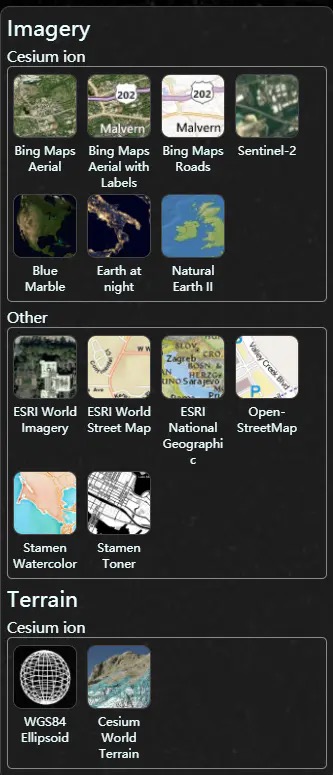 Imagery
Cesium ion
202
202
Malvern
Malvern
Bing Maps Aerial
Bing Maps Aerial with Labels
Bing Maps Roads
Sentinel-2
Blue Marble
Earth at night
Natural Earth II
Other
Zagreb
BOSN. &
HERZEG
Sarajevo
Valley Creek Blvd
P
ESRI World Imagery
ESRI World Street Map
ESRI National Geographic
Open-StreetMap
Stamen Watercolor
Stamen Toner
Terrain
Cesium ion
WGS84 Ellipsoid
Cesium World Terrain